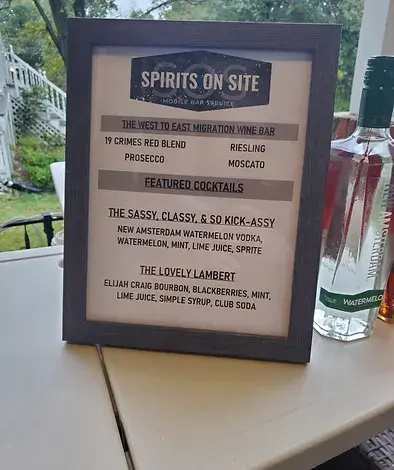 SOS
SPIRITS ON SITE
MOBILE BAR SERVICE
THE WEST TO EAST MIGRATION WINE BAR
19 CRIMES RED BLEND
RIESLING
PROSECCO
MOSCATO
FEATURED COCKTAILS
THE SASSY, CLASSY, & SO KICK-ASSY
NEW AMSTERDAM WATERMELON VODKA,
WATERMELON, MINT, LIME JUICE, SPRITE
THE LOVELY LAMBERT
ELIJAH CRAIG BOURBON, BLACKBERRIES, MINT,
LIME JUICE, SIMPLE SYRUP, CLUB SODA
WATERMELON